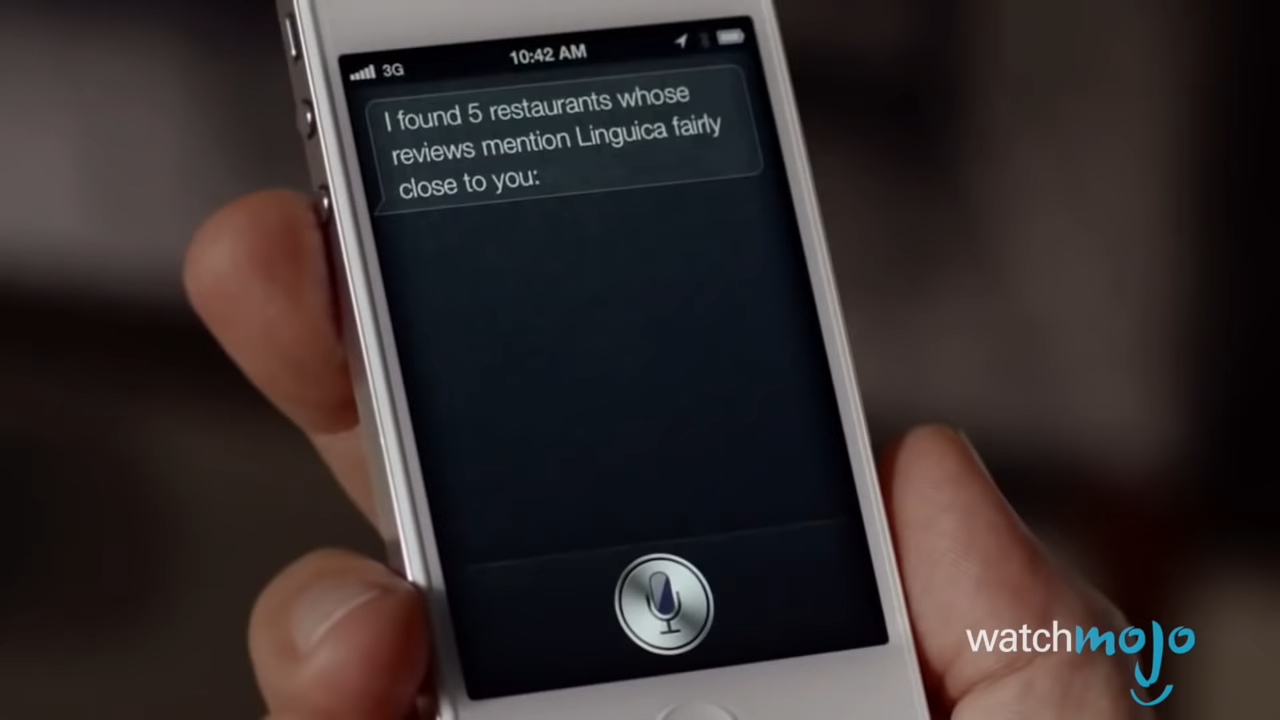 3G 10:42 AM
I found 5 restaurants whose
reviews mention Linguica fairly
close to you:
watchmojo